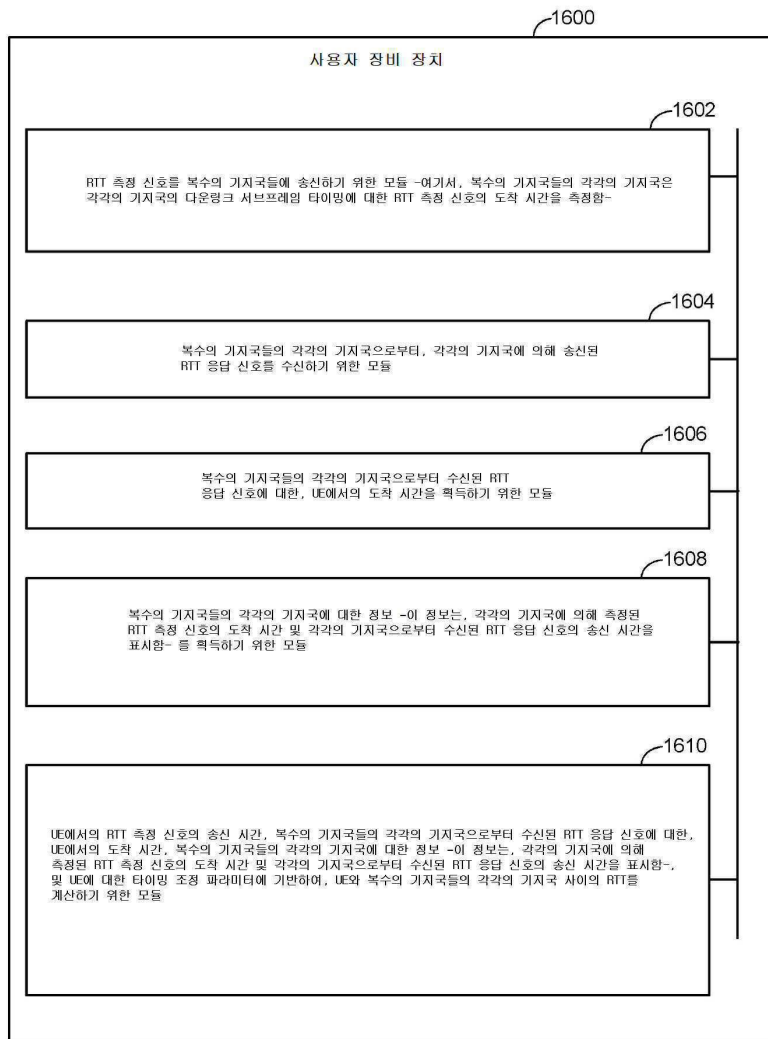 1600
사용자 장비 장치
1602
RTT 측정 신호를 복수의 기지국들에 송신하기 위한 모듈 -여기서, 복수의 기지국들의 각각의 기지국은
각각의 기지국의 다운링크 서브프레임 타이밍에 대한 RTT 측정 신호의 도착 시간을 측정함-
1604
복수의 기지국들의 각각의 기지국으로부터, 각각의 기지국에 의해 송신된
RTT 응답 신호를 수신하기 위한 모듈
1606
복수의 기지국들의 각각의 기지국으로부터 수신된 RTT
응답 신호에 대한, UE에서의 도착 시간을 획득하기 위한 모듈
1608
복수의 기지국들의 각각의 기지국에 대한 정보 -이 정보는, 각각의 기지국에 의해 측정된
RTT 측정 신호의 도착 시간 및 각각의 기지국으로부터 수신된 RTT 응답 신호의 송신 시간을
표시함- 를 획득하기 위한 모듈
1610
UE에서의 RTT 측정 신호의 송신 시간, 복수의 기지국들의 각각의 기지국으로부터 수신된 RTT 응답 신호에 대한,
UE에서의 도착 시간, 복수의 기지국들의 각각의 기지국에 대한 정보 -이 정보는, 각각의 기지국에 의해
측정된 RTT 측정 신호의 도착 시간 및 각각의 기지국으로부터 수신된 RTT 응답 신호의 송신 시간을 표시함-,
및 UE에 대한 타이밍 조정 파라미터에 기반하여, UE와 복수의 기지국들의 각각의 기지국 사이의 RTT를
계산하기 위한 모듈